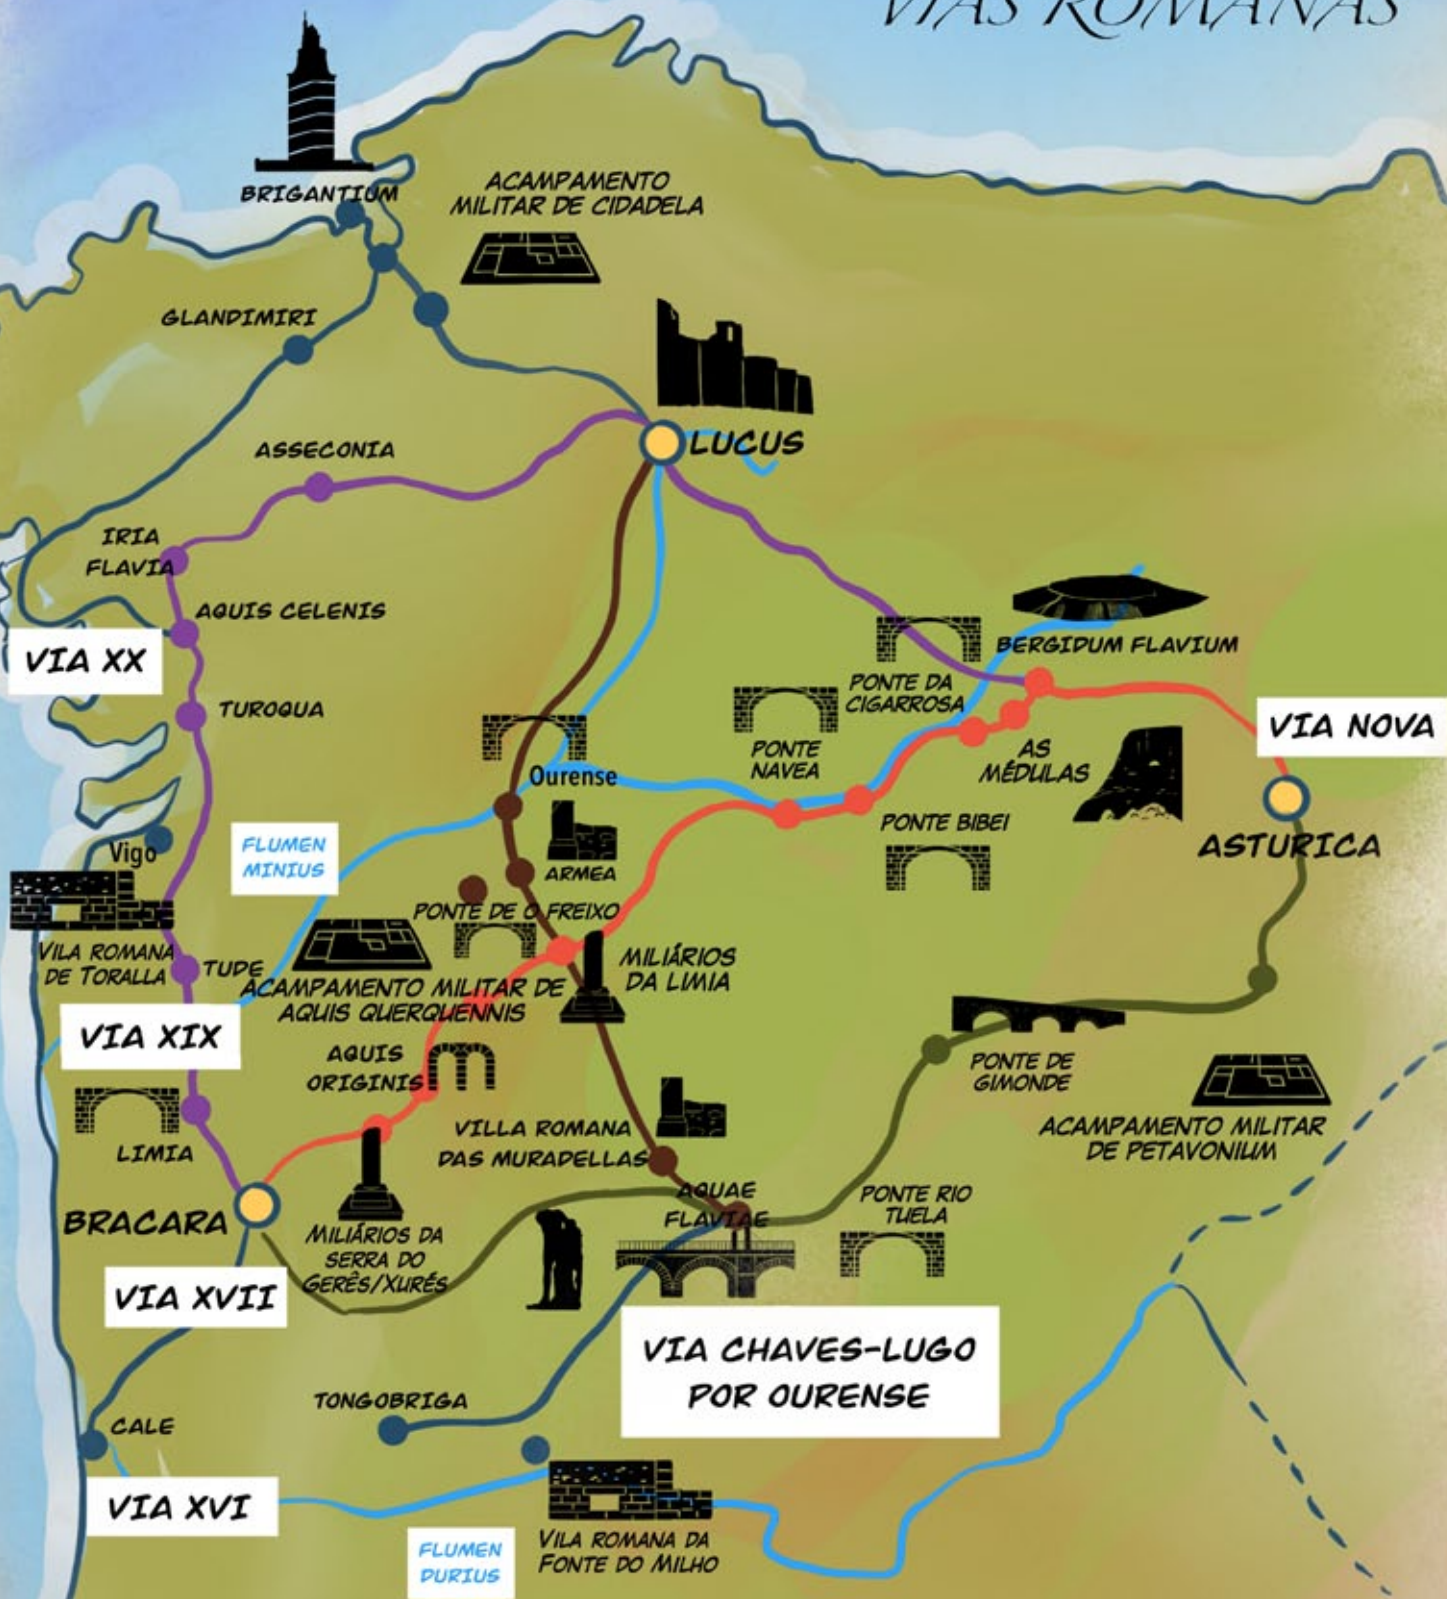 VIAS ROMANAS
BRIGANTIUM
ACAMPAMENTO
MILITAR DE CIDADELA
GLANDIMIRI
LUCUS
ASSECONIA
IRIA
FLAVIA
AQUIS CELENIS
VIA XX
TUROQUA
BERGIDUM FLAVIUM
PONTE DA
CIGARROSA
VIA NOVA
PONTE
NAVEA
AS
MÉDULAS
Ourense
PONTE BIBEI
ASTURICA
Vigo
FLUMEN
MINIUS
ARMEA
PONTE DE O FREIXO
VILA ROMANA
DE TORALLA
TUDE
MILIÁRIOS
DA LIMIA
ACAMPAMENTO MILITAR DE
AQUIS QUERQUENNIS
VIA XIX
AQUIS
ORIGINIS
PONTE DE
GIMONDE
LIMIA
VILLA ROMANA
DAS MURADELLAS
ACAMPAMENTO MILITAR
DE PETAVONIUM
BRACARA
AQUAE
FLAVIAE
PONTE RIO
TUELA
MILIÁRIOS DA
SERRA DO
GERÊS/XURÉS
VIA XVII
VIA CHAVES-LUGO
POR OURENSE
TONGOBRIGA
CALE
VIA XVI
FLUMEN
DURIUS
VILA ROMANA DA
FONTE DO MILHO